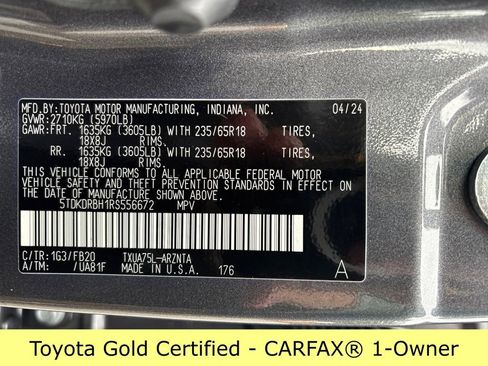 MFD.BY:TOYOTA MOTOR MANUFACTURING, INDIANA, INC. 04/24
GVWR:2710KG (5970LB)
GAWR:FRT. 1635KG (3605LB) WITH 235/65R18 TIRES,
18X8J RIMS.
RR. 1635KG (3605LB) WITH 235/65R18 TIRES,
18X8J RIMS.
THIS VEHICLE CONFORMS TO ALL APPLICABLE FEDERAL MOTOR
VEHICLE SAFETY STANDARDS IN EFFECT ON THE DATE OF
MANUFACTURE SHOWN ABOVE.
5TDKDRBH1RS556672 MPV
C/TR:1G3/FB20 TXUA75L-ARZNTA
A/TM: /UA81F MADE IN U.S.A. 176 A
Toyota Gold Certified - CARFAX® 1-Owner